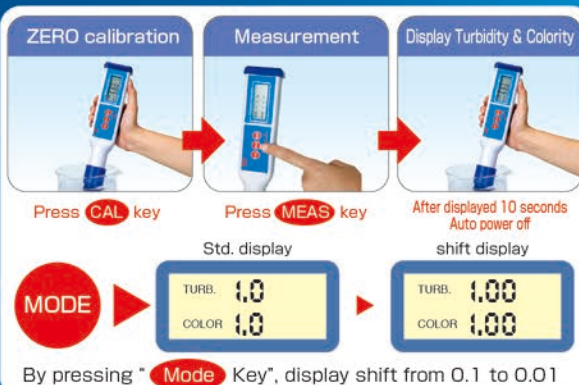 ZERO calibration
Measurement
Display Turbidity & Colority
Press CAL key
Press MEAS key
After displayed 10 seconds
Auto power off
Std. display
shift display
MODE
TURB. 1.0
COLOR 1.0
TURB. 1.00
COLOR 1.00
By pressing “ Mode Key”, display shift from 0.1 to 0.01